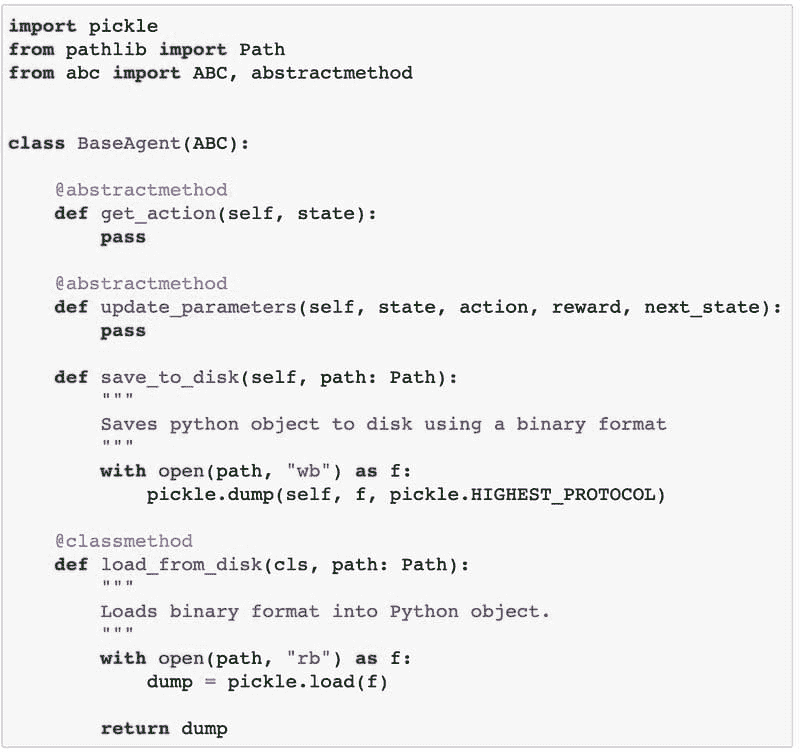 import pickle
from pathlib import Path
from abc import ABC, abstractmethod
class BaseAgent(ABC):
    @abstractmethod
    def get_action(self, state):
        pass
    @abstractmethod
    def update_parameters(self, state, action, reward, next_state):
        pass
    def save_to_disk(self, path: Path):
        """
        Saves python object to disk using a binary format
        """
        with open(path, "wb") as f:
            pickle.dump(self, f, pickle.HIGHEST_PROTOCOL)
    @classmethod
    def load_from_disk(cls, path: Path):
        """
        Loads binary format into Python object.
        """
        with open(path, "rb") as f:
            dump = pickle.load(f)
        return dump